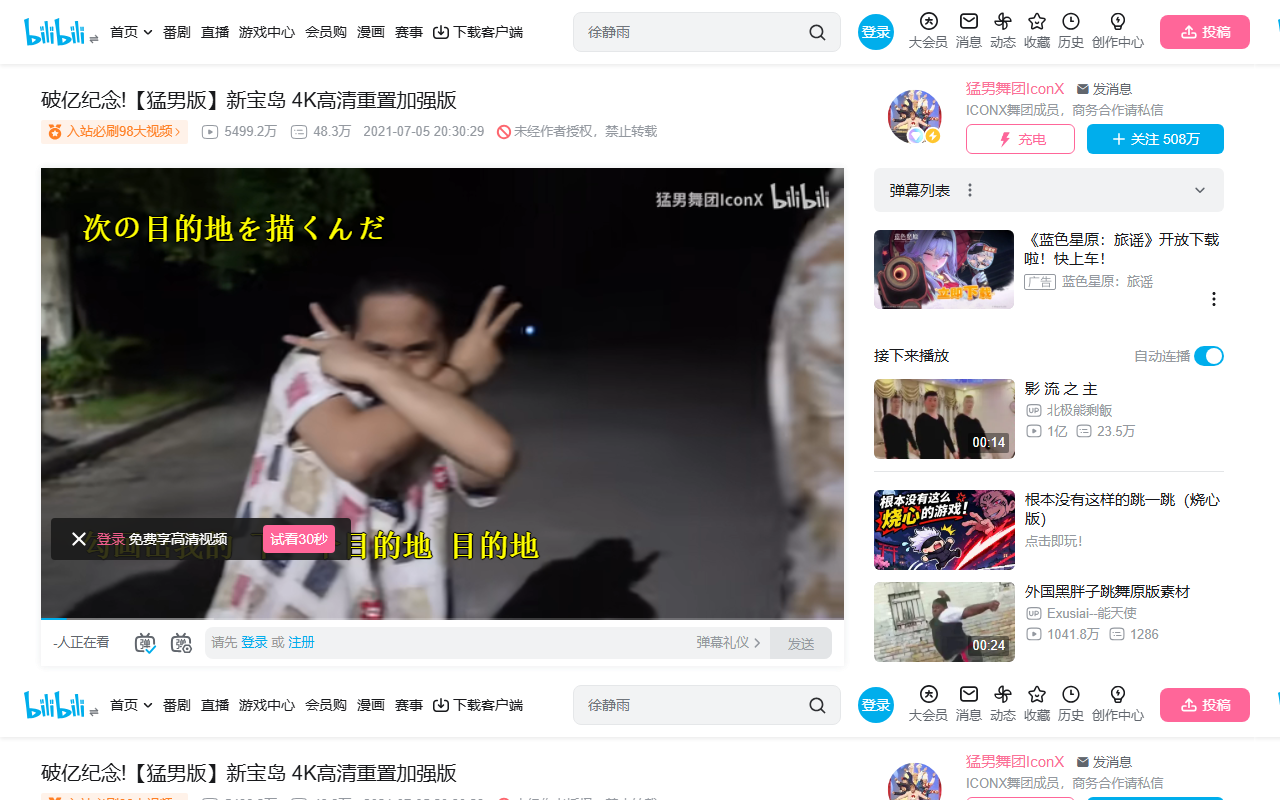 bilibili 首页 番剧 直播 游戏中心 会员购 漫画 赛事 下载客户端 徐静雨 登录 大会员 消息 动态 收藏 历史 创作中心 投稿
破亿纪念!【猛男版】新宝岛 4K高清重置加强版
入站必刷98大视频 5499.2万 48.3万 2021-07-05 20:30:29 未经作者授权，禁止转载
猛男舞团IconX 发消息
ICONX舞团成员，商务合作请私信
充电 + 关注 508万
猛男舞团IconX bilibili
次の目的地を描くんだ
登录 免费享高清视频 试看30秒
目的地 目的地
-人正在看 弹 弹 请先 登录 或 注册 弹幕礼仪 发送
弹幕列表
《蓝色星原：旅谣》开放下载啦！快上车！
立即下载
广告 蓝色星原：旅谣
接下来播放 自动连播
影 流 之 主
UP 北极能剩飯
1亿 23.5万
00:14
根本没有这么
烧心的游戏!
根本没有这样的跳一跳（烧心版）
点击即玩！
外国黑胖子跳舞原版素材
UP Exusiai--能天使
1041.8万 1286
00:24
bilibili 首页 番剧 直播 游戏中心 会员购 漫画 赛事 下载客户端 徐静雨 登录 大会员 消息 动态 收藏 历史 创作中心 投稿
破亿纪念!【猛男版】新宝岛 4K高清重置加强版
猛男舞团IconX 发消息
ICONX舞团成员，商务合作请私信